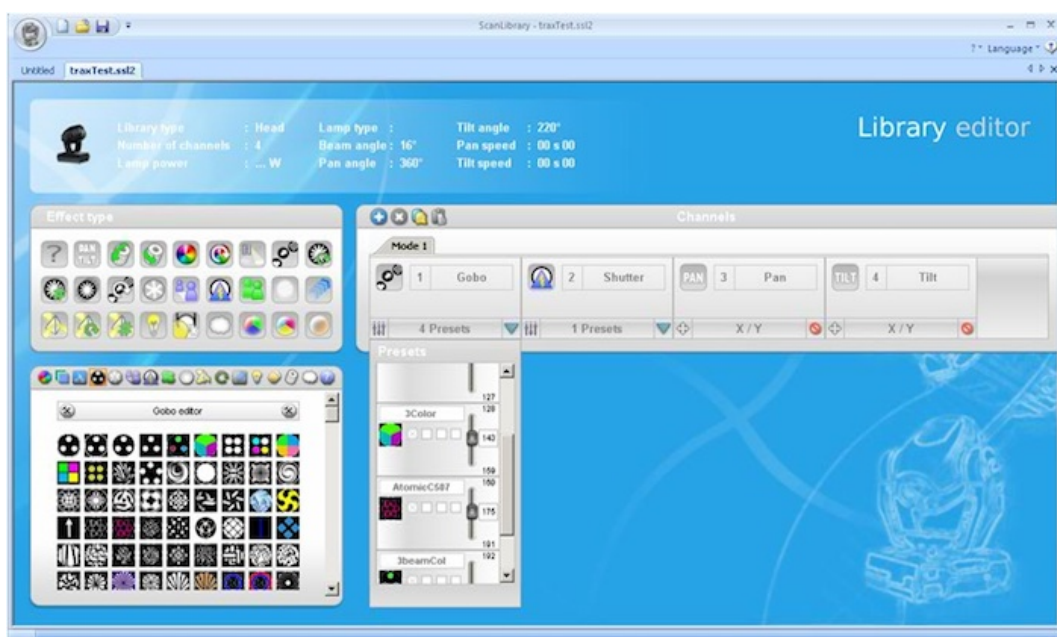 ScanLibrary - traxTest.ssl2
? Language
Untitled traxTest.ssl2
Library type : Head Lamp type : Tilt angle : 220°
Number of channels : 4 Beam angle : 16° Pan speed : 00 s 00
Lamp power : ... W Pan angle : 360° Tilt speed : 00 s 00
Library editor
Effect type
Channels
Mode 1
PAN TILT
1 Gobo 2 Shutter PAN 3 Pan TILT 4 Tilt
4 Presets 1 Presets X / Y X / Y
Presets
127
3Color 128
143
159
AtomicC587 160
175
191
3beamCol 192
Gobo editor